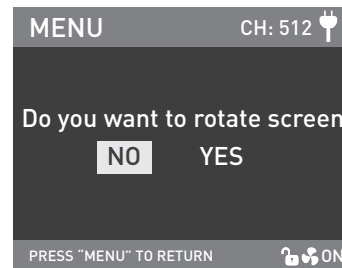 MENU CH: 512
Do you want to rotate screen
NO YES
PRESS “MENU” TO RETURN ON